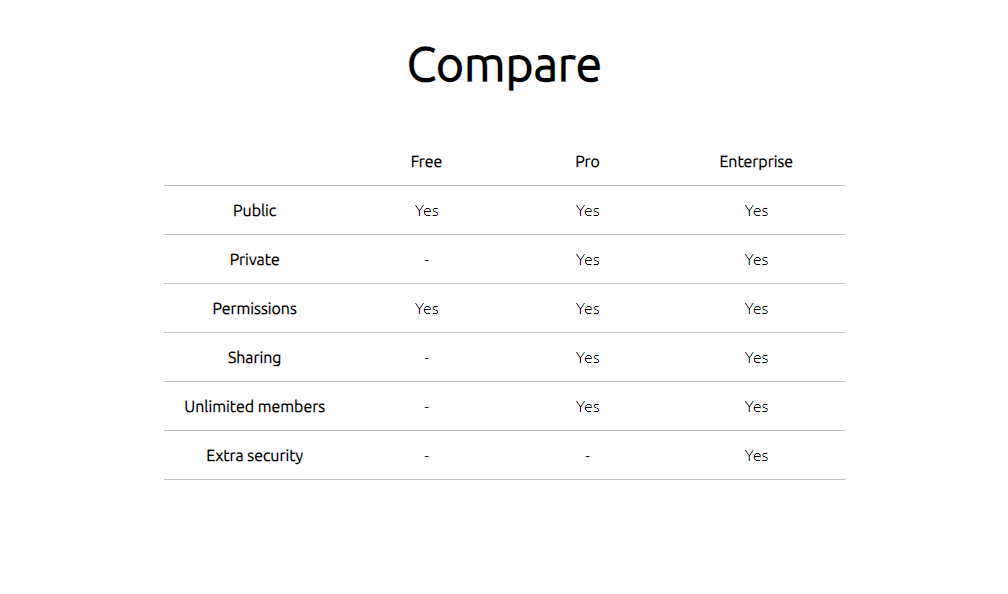 Compare
Free Pro Enterprise
Public Yes Yes Yes
Private - Yes Yes
Permissions Yes Yes Yes
Sharing - Yes Yes
Unlimited members - Yes Yes
Extra security - - Yes